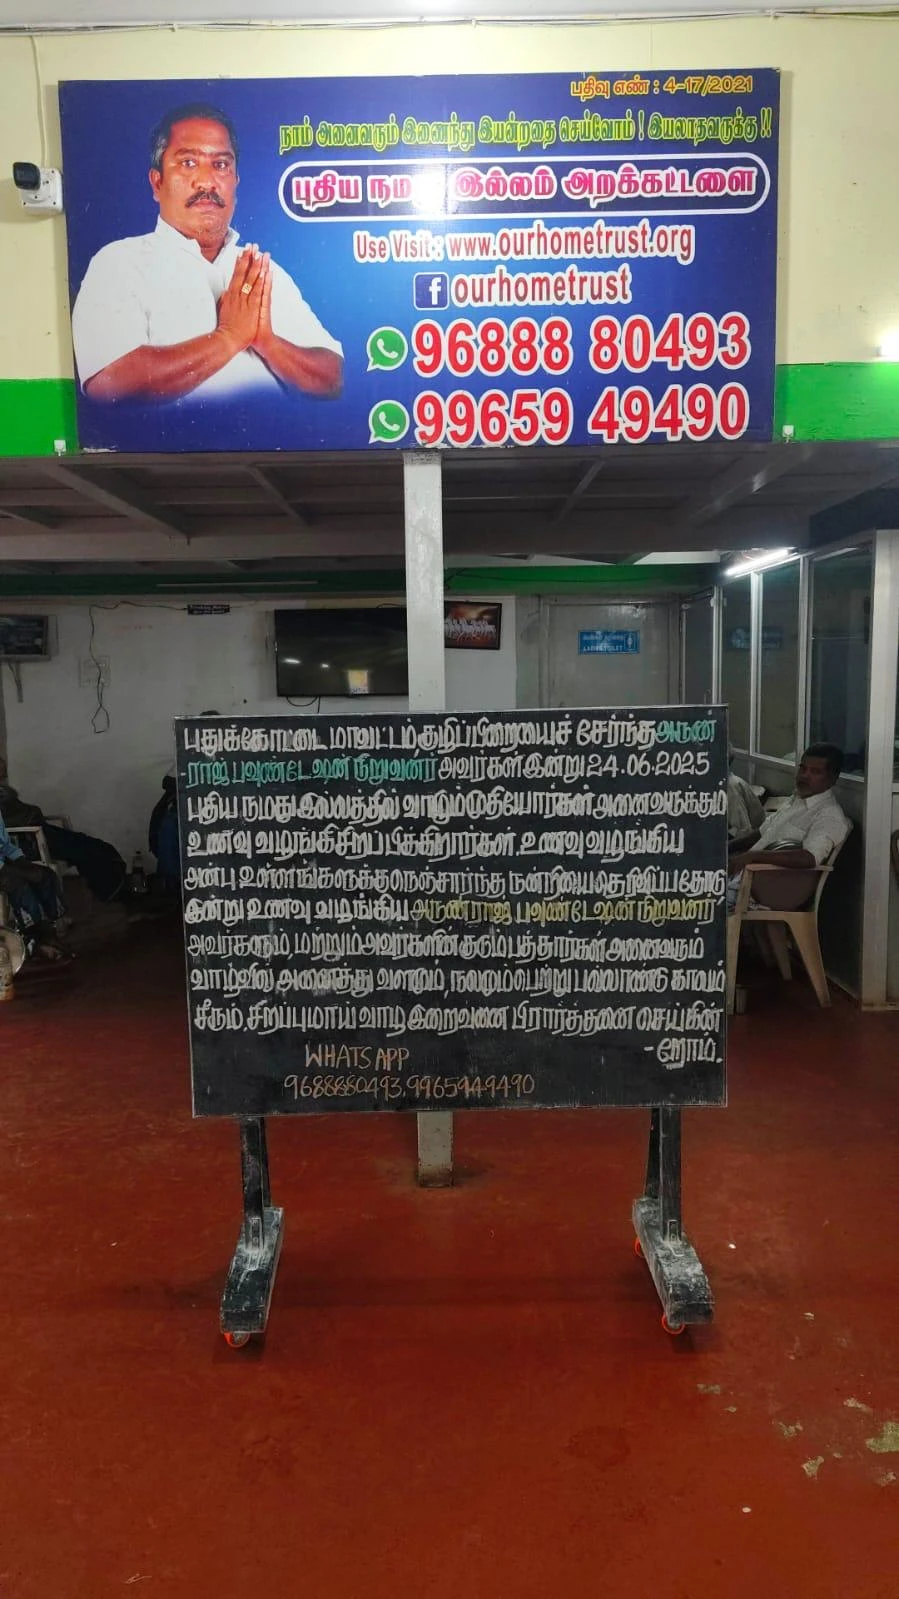 பதிவு எண் : 4-17/2021
நாம் அனைவரும் இணைந்து இயன்றதை செய்வோம் ! இயலாதவருக்கு !!
புதிய நமது இல்லம் அறக்கட்டளை
Use Visit : www.ourhometrust.org
f ourhometrust
96888 80493
99659 49490
LADIES TOILET
புதுக்கோட்டை மாவட்டம் குழிப்பிறையைச் சேர்ந்த அருண்
ராஜ் பவுண்டேஷன் நிறுவனர் அவர்கள் இன்று 24.06.2025
புதிய நமது இல்லத்தில் வாழும் முதியோர்கள் அனைவருக்கும்
உணவு வழங்கி சிறப்பிக்கிறார்கள். உணவு வழங்கிய
அன்பு உள்ளங்களுக்கு நெஞ்சார்ந்த நன்றியை தெரிவிப்பதோடு
இன்று உணவு வழங்கிய அருண்ராஜ் பவுண்டேஷன் நிறுவனர்
அவர்களும், மற்றும் அவர்களின் குடும்பத்தார்கள் அனைவரும்
வாழ்வில் அனைத்து வளமும், நலமும் பெற்று பல்லாண்டு காலம்
சீரும், சிறப்புமாய் வாழ இறைவனை பிரார்த்தனை செய்கின்
-றோம்.
WHATSAPP
9688880493, 9965949490